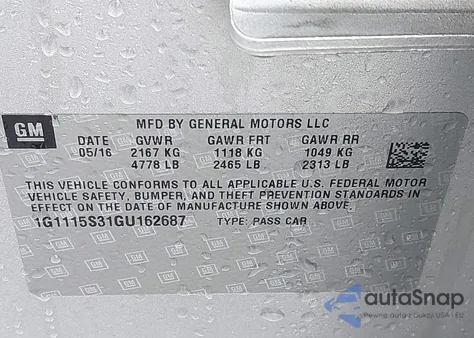 GM
MFD BY GENERAL MOTORS LLC
DATE GVWR GAWR FRT GAWR RR
05/16 2167 KG 1118 KG 1049 KG
4778 LB 2465 LB 2313 LB
THIS VEHICLE CONFORMS TO ALL APPLICABLE U.S. FEDERAL MOTOR
VEHICLE SAFETY, BUMPER, AND THEFT PREVENTION STANDARDS IN
EFFECT ON THE DATE OF MANUFACTURE SHOWN ABOVE.
1G1115S31GU162687 TYPE: PASS CAR
autoSnap